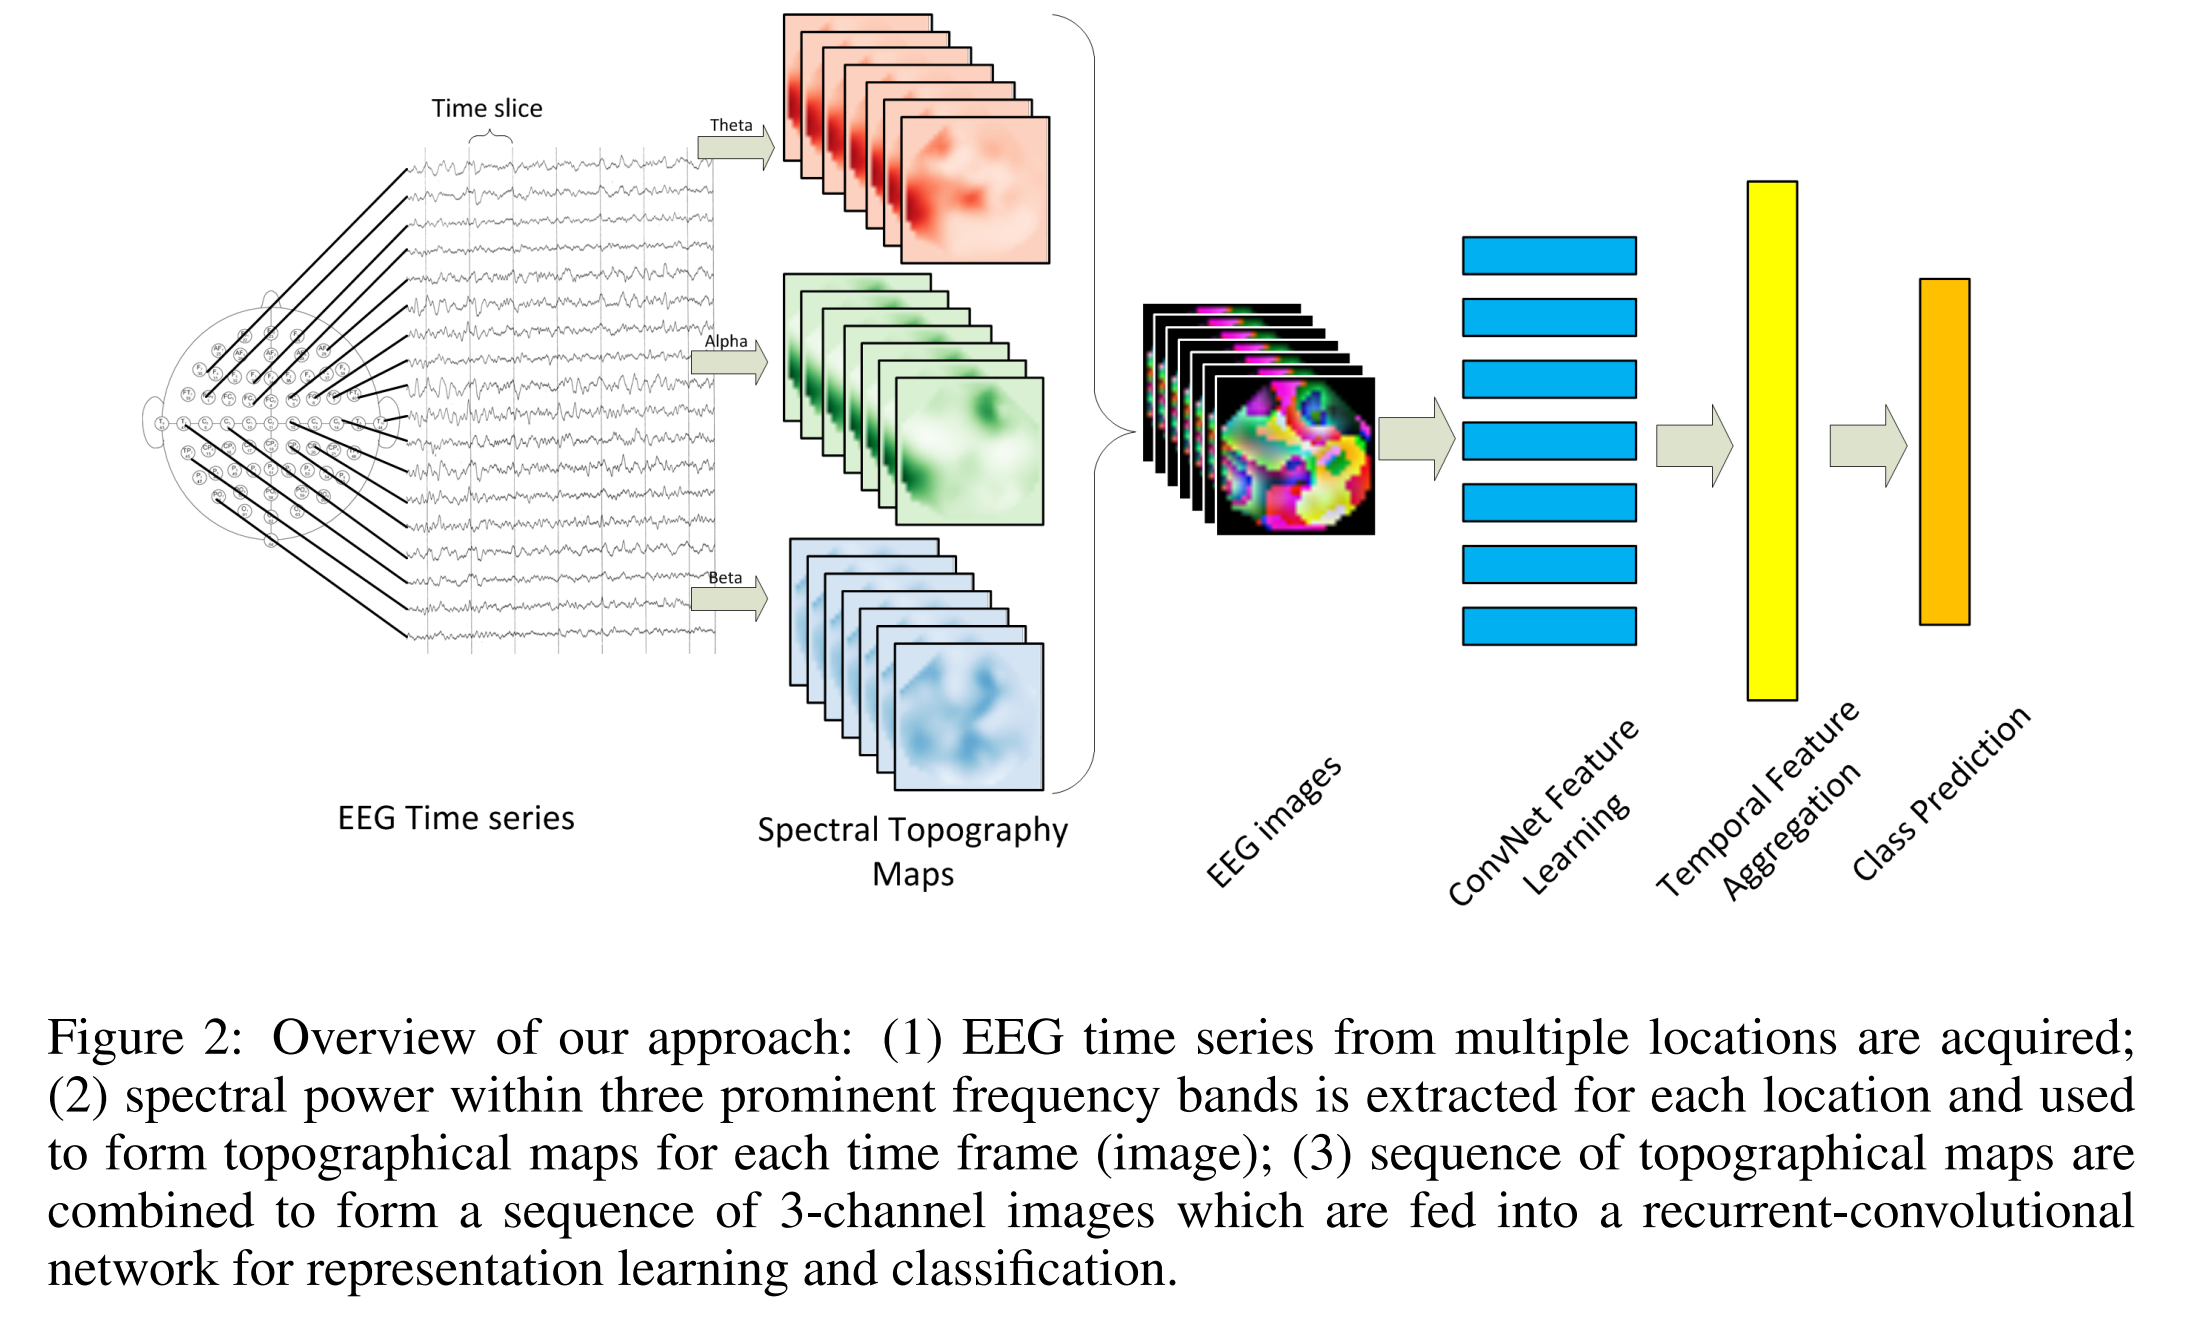 Time slice
Theta
Alpha
Beta
EEG Time series
Spectral Topography
Maps
EEG images
ConvNet Feature
Learning
Temporal Feature
Aggregation
Class Prediction
Figure 2: Overview of our approach: (1) EEG time series from multiple locations are acquired;
(2) spectral power within three prominent frequency bands is extracted for each location and used
to form topographical maps for each time frame (image); (3) sequence of topographical maps are
combined to form a sequence of 3-channel images which are fed into a recurrent-convolutional
network for representation learning and classification.